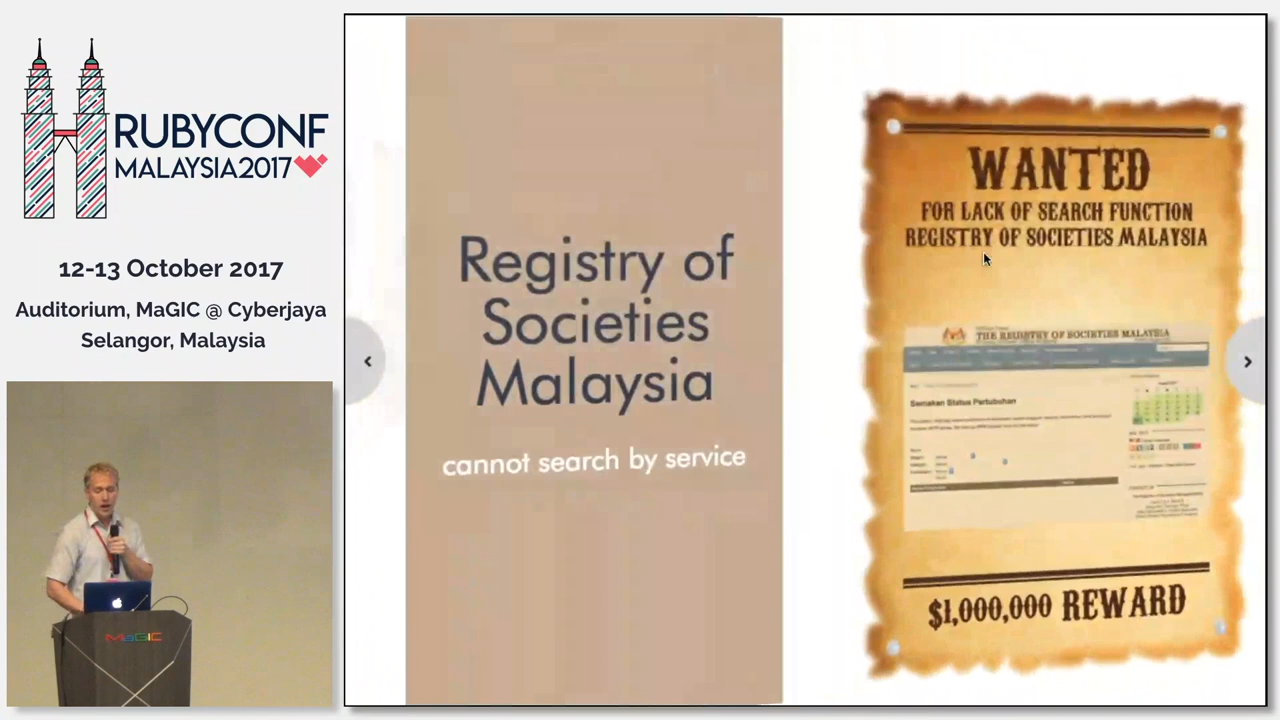 RUBYCONF
MALAYSIA2017
12-13 October 2017
Auditorium, MaGIC @ Cyberjaya
Selangor, Malaysia
MaGIC
Registry of
Societies
Malaysia
cannot search by service
WANTED
FOR LACK OF SEARCH FUNCTION
REGISTRY OF SOCIETIES MALAYSIA
THE REGISTRY OF SOCIETIES MALAYSIA
Semakan Status Pertubuhan
$1,000,000 REWARD